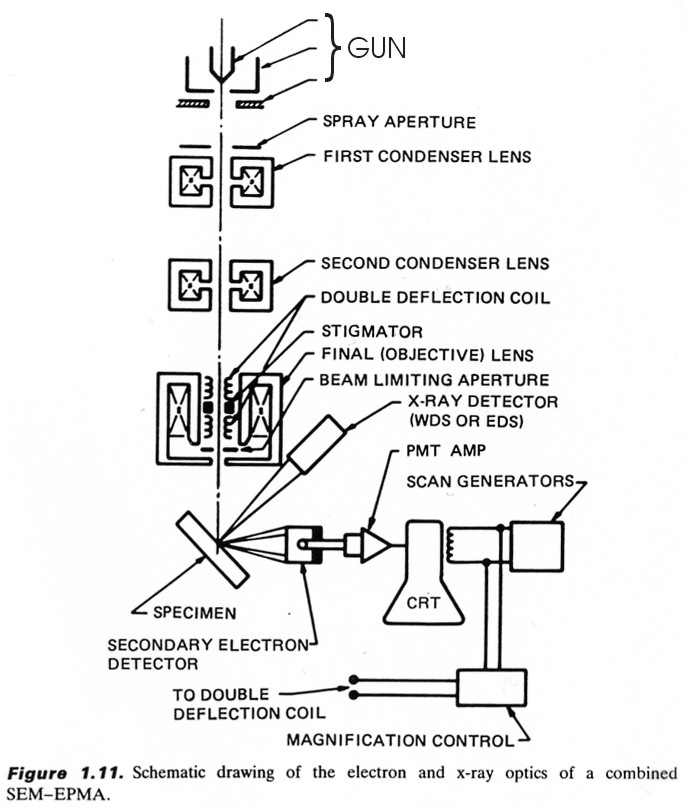 GUN
SPRAY APERTURE
FIRST CONDENSER LENS
SECOND CONDENSER LENS
DOUBLE DEFLECTION COIL
STIGMATOR
FINAL (OBJECTIVE) LENS
BEAM LIMITING APERTURE
X-RAY DETECTOR
(WDS OR EDS)
PMT AMP
SCAN GENERATORS
CRT
SPECIMEN
SECONDARY ELECTRON
DETECTOR
TO DOUBLE
DEFLECTION COIL
MAGNIFICATION CONTROL
Figure 1.11. Schematic drawing of the electron and x-ray optics of a combined
SEM–EPMA.